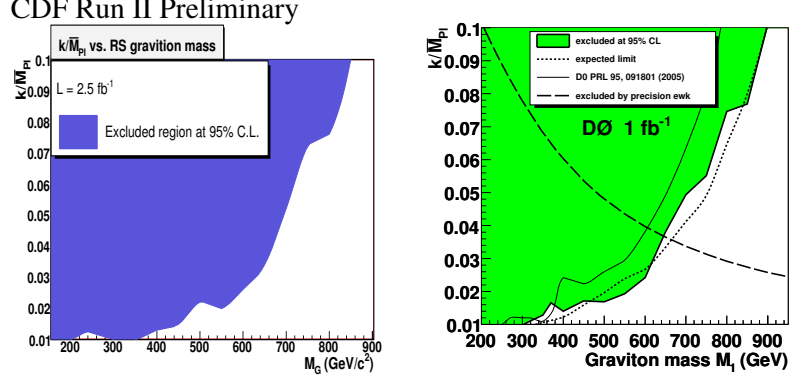 CDF Run II Preliminary
k/M̅Pl vs. RS gravition mass
k/M̅Pl
L = 2.5 fb-1
Excluded region at 95% C.L.
0.1
0.09
0.08
0.07
0.06
0.05
0.04
0.03
0.02
0.01
200 300 400 500 600 700 800 900
MG (GeV/c2)
k/M̅Pl
excluded at 95% CL
expected limit
D0 PRL 95, 091801 (2005)
excluded by precision ewk
DØ 1 fb-1
0.1
0.09
0.08
0.07
0.06
0.05
0.04
0.03
0.02
0.01
200 300 400 500 600 700 800 900
Graviton mass M1 (GeV)